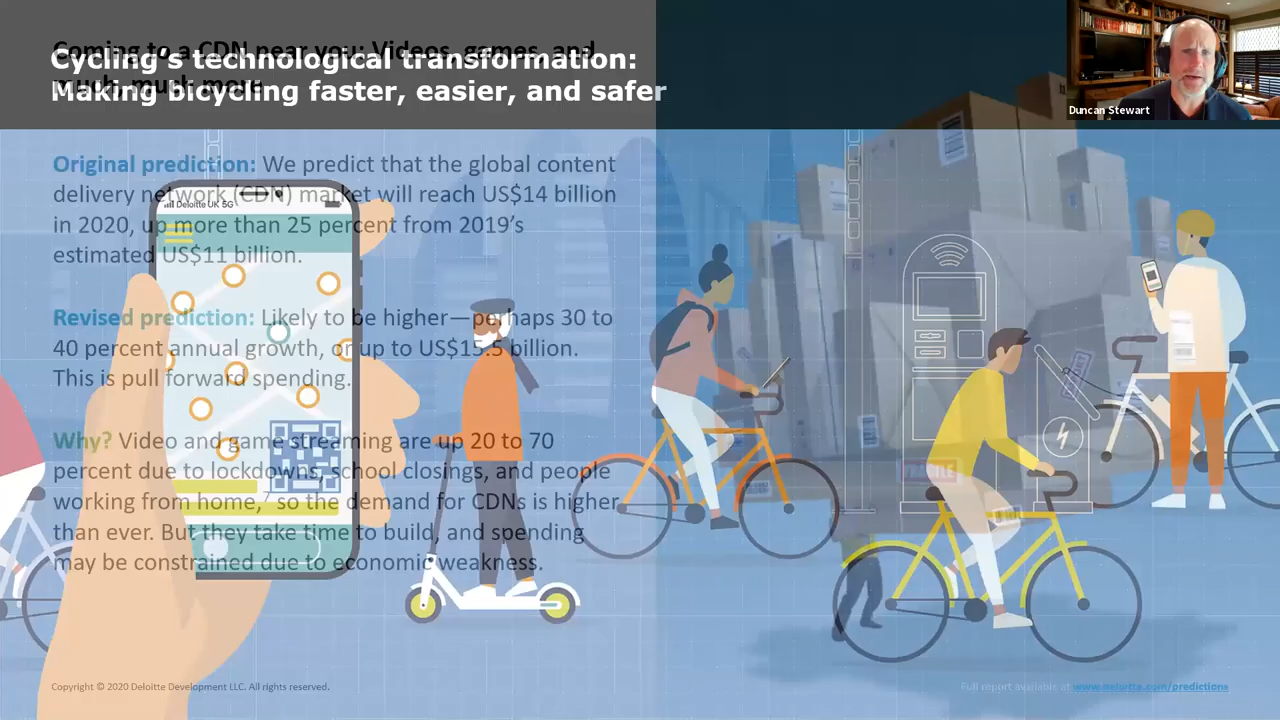 Coming to a CDN near you: Videos, games, and
much, much more
Cycling's technological transformation:
Making bicycling faster, easier, and safer
Duncan Stewart
Original prediction: We predict that the global content
delivery network (CDN) market will reach US$14 billion
in 2020, up more than 25 percent from 2019's
estimated US$11 billion.
Deloitte UK 5G
Revised prediction: Likely to be higher—perhaps 30 to
40 percent annual growth, or up to US$15.5 billion.
This is pull forward spending.
Why? Video and game streaming are up 20 to 70
percent due to lockdowns, school closings, and people
working from home,⁷ so the demand for CDNs is higher
than ever. But they take time to build, and spending
may be constrained due to economic weakness.
FRAGILE
Copyright © 2020 Deloitte Development LLC. All rights reserved.
Full report available at www.deloitte.com/predictions